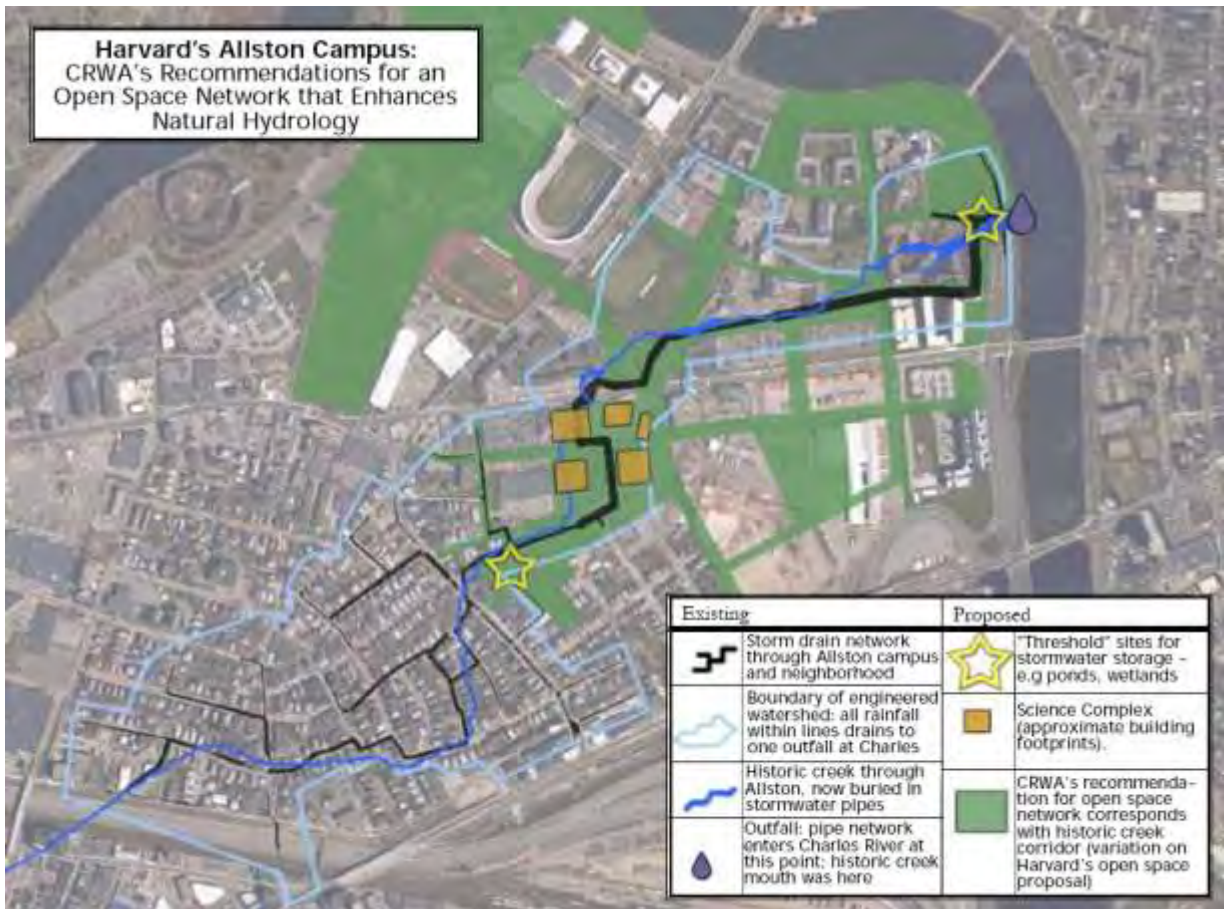 Harvard's Allston Campus:
CRWA's Recommendations for an
Open Space Network that Enhances
Natural Hydrology
Existing
Proposed
Storm drain network
through Allston campus
and neighborhood
"Threshold" sites for
stormwater storage –
e.g ponds, wetlands
Boundary of engineered
watershed: all rainfall
within lines drains to
one outfall at Charles
Science Complex
(approximate building
footprints).
Historic creek through
Allston, now buried in
stormwater pipes
CRWA's recommenda-
tion for open space
network corresponds
with historic creek
corridor (variation on
Harvard's open space
proposal)
Outfall: pipe network
enters Charles River at
this point; historic creek
mouth was here